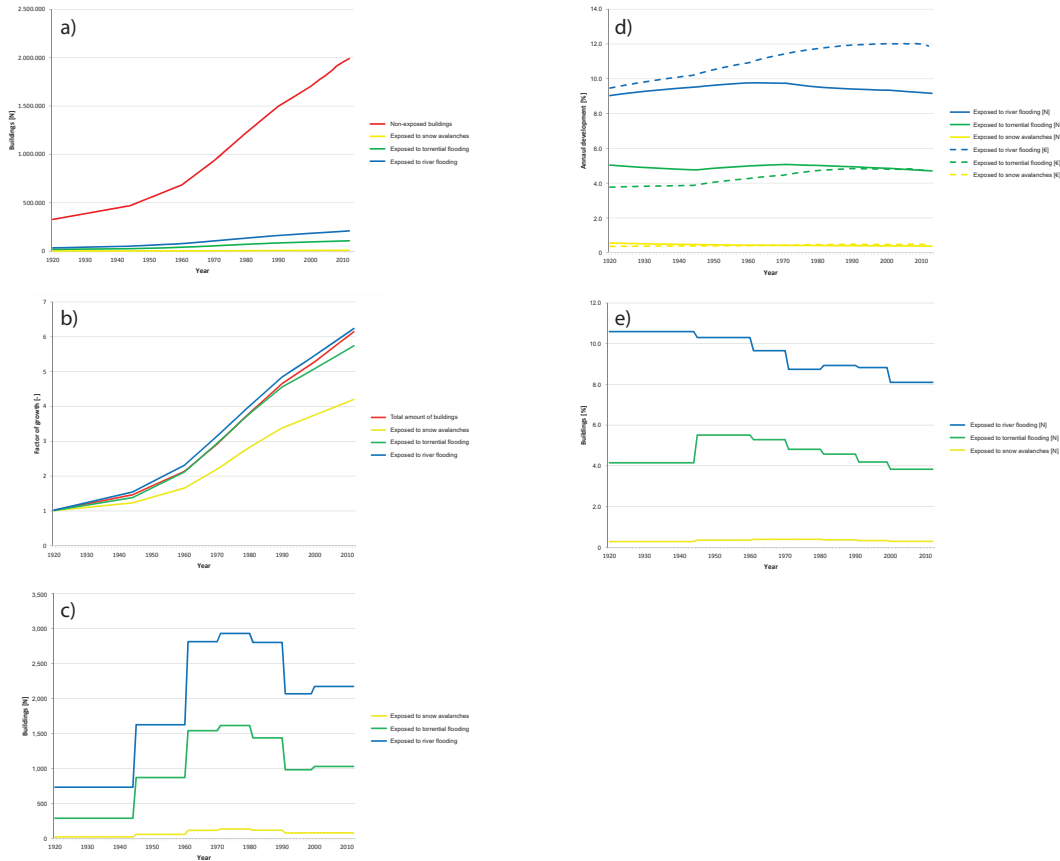 a)
2.500.000
2.000.000
1.500.000
1.000.000
500.000
0
Buildings [N]
1920 1930 1940 1950 1960 1970 1980 1990 2000 2010
Year
Non-exposed buildings
Exposed to snow avalanches
Exposed to torrential flooding
Exposed to river flooding
b)
7
6
5
4
3
2
1
0
Factor of growth [-]
1920 1930 1940 1950 1960 1970 1980 1990 2000 2010
Year
Total amount of buildings
Exposed to snow avalanches
Exposed to torrential flooding
Exposed to river flooding
c)
3,500
3,000
2,500
2,000
1,500
1,000
500
0
Buildings [N]
1920 1930 1940 1950 1960 1970 1980 1990 2000 2010
Year
Exposed to snow avalanches
Exposed to torrential flooding
Exposed to river flooding
d)
14.0
12.0
10.0
8.0
6.0
4.0
2.0
0
Annaul development [%]
1920 1930 1940 1950 1960 1970 1980 1990 2000 2010
Year
Exposed to river flooding [N]
Exposed to torrential flooding [N
Exposed to snow avalanches [N
Exposed to river flooding [€]
Exposed to torrential flooding [€]
Exposed to snow avalanches [€]
e)
12.0
10.0
8.0
6.0
4.0
2.0
0
Buildings [%]
1920 1930 1940 1950 1960 1970 1980 1990 2000 2010
Year
Exposed to river flooding [N]
Exposed to torrential flooding [N]
Exposed to snow avalanches [N]